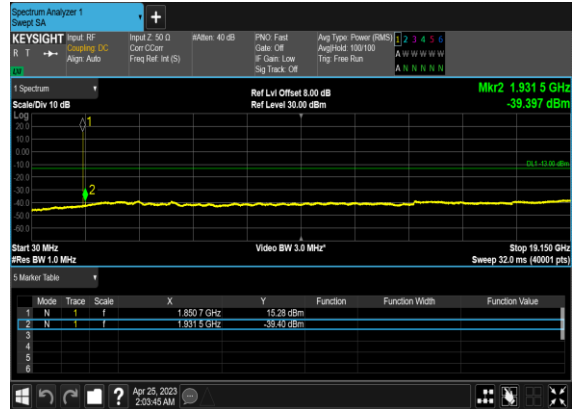 Spectrum Analyzer 1
Swept SA
+
KEYSIGHT Input: RF Input Z: 50 Ω #Atten: 40 dB PNO: Fast Avg Type: Power (RMS) 1 2 3 4 5 6
R T Coupling: DC Corr CCorr Gate: Off Avg|Hold: 100/100 A W W W W W
Align: Auto Freq Ref: Int (S) IF Gain: Low Trig: Free Run
Sig Track: Off A N N N N N
1 Spectrum Ref Lvl Offset 8.00 dB Mkr2 1.931 5 GHz
Scale/Div 10 dB Ref Level 30.00 dBm -39.397 dBm
Log
20.0
10.0
0.00
-10.0
-20.0
-30.0
-40.0
-50.0
-60.0
1
2
DL1 -13.00 dBm
Start 30 MHz Video BW 3.0 MHz* Stop 19.150 GHz
#Res BW 1.0 MHz Sweep 32.0 ms (40001 pts)
5 Marker Table
Mode Trace Scale X Y Function Function Width Function Value
1 N 1 f 1.850 7 GHz 15.28 dBm
2 N 1 f 1.931 5 GHz -39.40 dBm
3
4
5
6
? Apr 25, 2023
2:03:45 AM